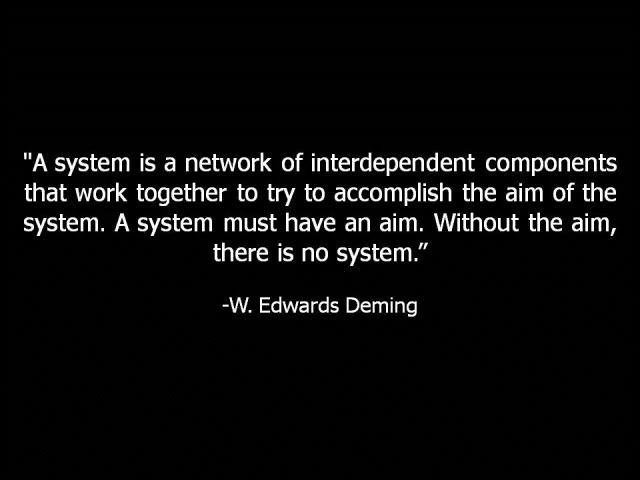 "A system is a network of interdependent components
that work together to try to accomplish the aim of the
system. A system must have an aim. Without the aim,
there is no system.”
-W. Edwards Deming